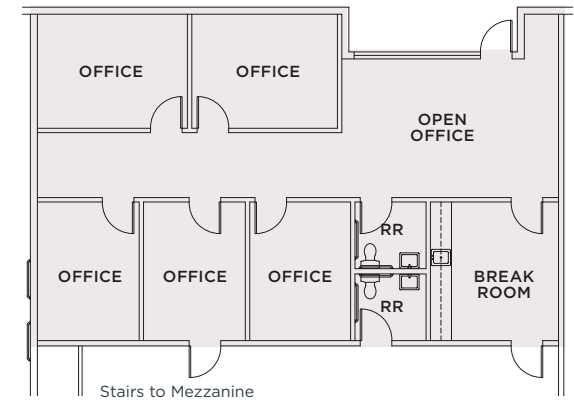 OFFICE
OFFICE
OPEN
OFFICE
RR
OFFICE
OFFICE
OFFICE
BREAK
ROOM
RR
Stairs to Mezzanine